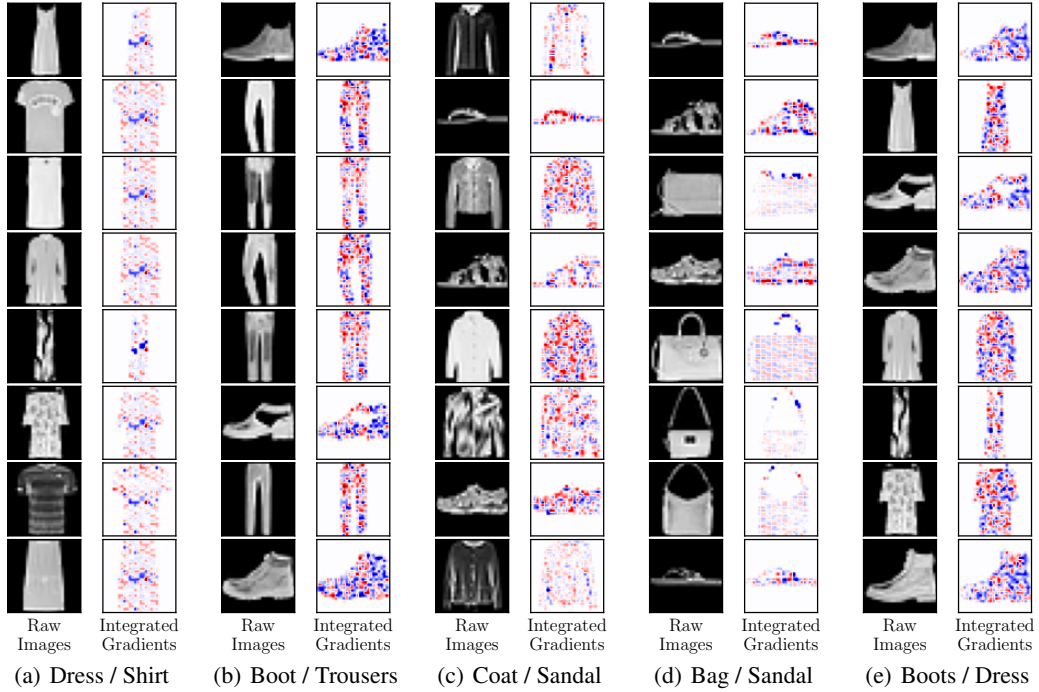 Raw Images Integrated Gradients
Raw Images Integrated Gradients
Raw Images Integrated Gradients
Raw Images Integrated Gradients
Raw Images Integrated Gradients
(a) Dress / Shirt
(b) Boot / Trousers
(c) Coat / Sandal
(d) Bag / Sandal
(e) Boots / Dress